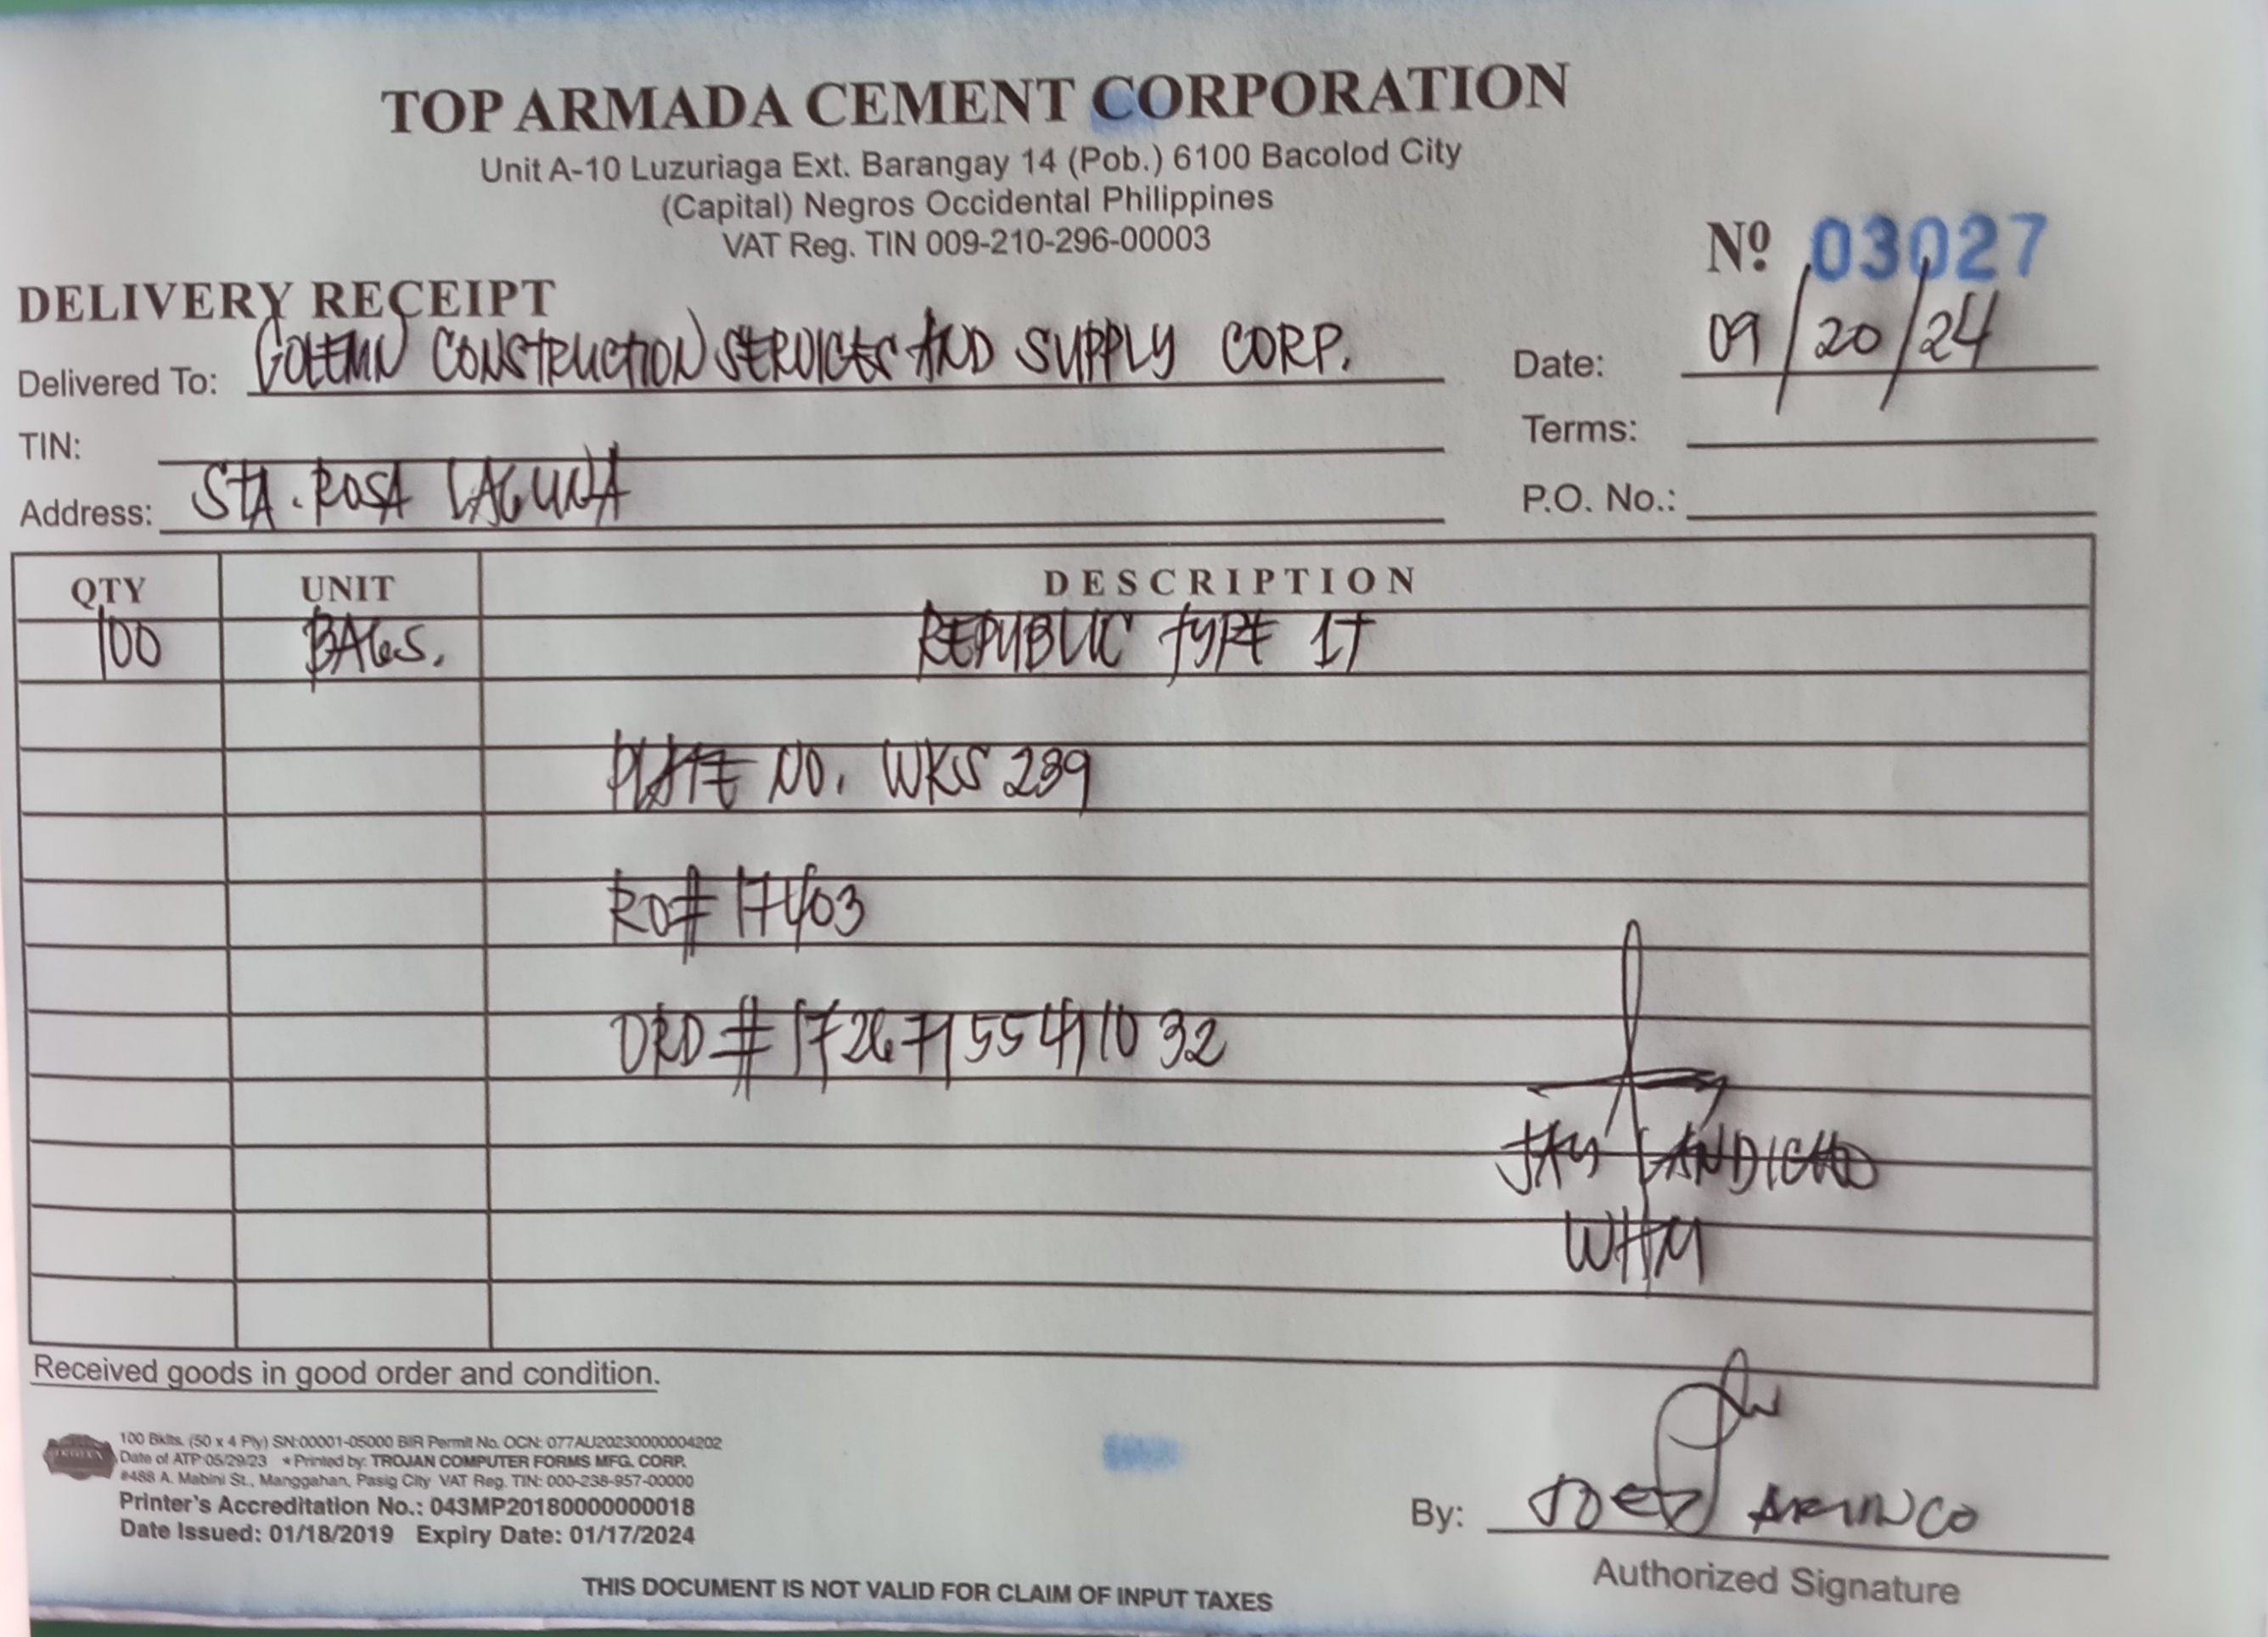 TOP ARMADA CEMENT CORPORATION
Unit A-10 Luzuriaga Ext. Barangay 14 (Pob.) 6100 Bacolod City
(Capital) Negros Occidental Philippines
VAT Reg. TIN 009-210-296-00003
Nº 03027
DELIVERY RECEIPT
Delivered To: CONSTRUCTION SERVICES AND SUPPLY CORP.
Date: 09/20/24
TIN:
Terms:
Address: STA. ROSA LAGUNA
P.O. No.:
QTY UNIT DESCRIPTION
100 BAGS. REPUBLIC TYPE 1T
PLATE NO. WKS 239
RO# 17403
ORD # 1726715541032
JAY LANDICHO
WHM
Received goods in good order and condition.
100 Bklts. (50 x 4 Ply) SN:00001-05000 BIR Permit No. OCN: 077AU20230000004202
Date of ATP:05/29/23 * Printed by: TROJAN COMPUTER FORMS MFG. CORP.
#488 A. Mabini St., Manggahan, Pasig City VAT Reg. TIN: 000-238-957-00000
Printer's Accreditation No.: 043MP20180000000018
Date Issued: 01/18/2019 Expiry Date: 01/17/2024
By: JOEL
Authorized Signature
THIS DOCUMENT IS NOT VALID FOR CLAIM OF INPUT TAXES